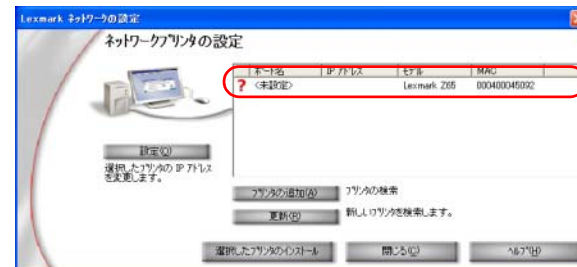 Lexmark ネットワークの設定
ネットワークプリンタの設定
ポート名 IP アドレス モデル MAC
? <未設定> Lexmark Z65 000400045092
設定(O)
選択したプリンタの IP アドレス
を変更します。
プリンタの追加(A) プリンタの検索
更新(R) 新しいプリンタを検索します。
選択したプリンタのインストール 閉じる(C) ヘルプ(H)